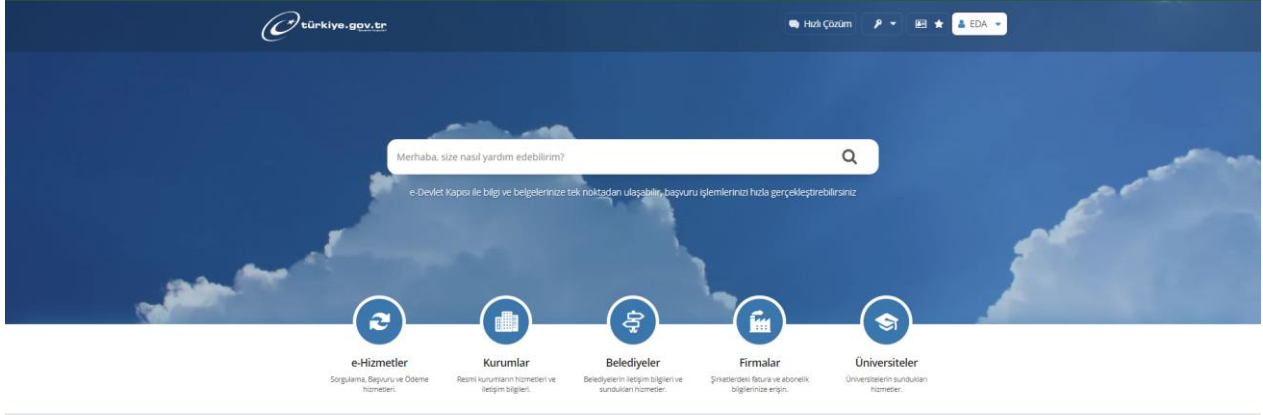 türkiye.gov.tr
Hızlı Çözüm
EDA
Merhaba, size nasıl yardım edebilirim?
e-Devlet Kapısı ile bilgi ve belgelerinize tek noktadan ulaşabilir, başvuru işlemlerinizi hızla gerçekleştirebilirsiniz
e-Hizmetler
Sorgulama, Başvuru ve Ödeme
hizmetleri.
Kurumlar
Resmi kurumların hizmetleri ve
iletişim bilgileri.
Belediyeler
Belediyelerin iletişim bilgileri ve
sundukları hizmetler.
Firmalar
Şirketlerdeki fatura ve abonelik
bilgilerinize erişin.
Üniversiteler
Üniversitelerin sundukları
hizmetler.